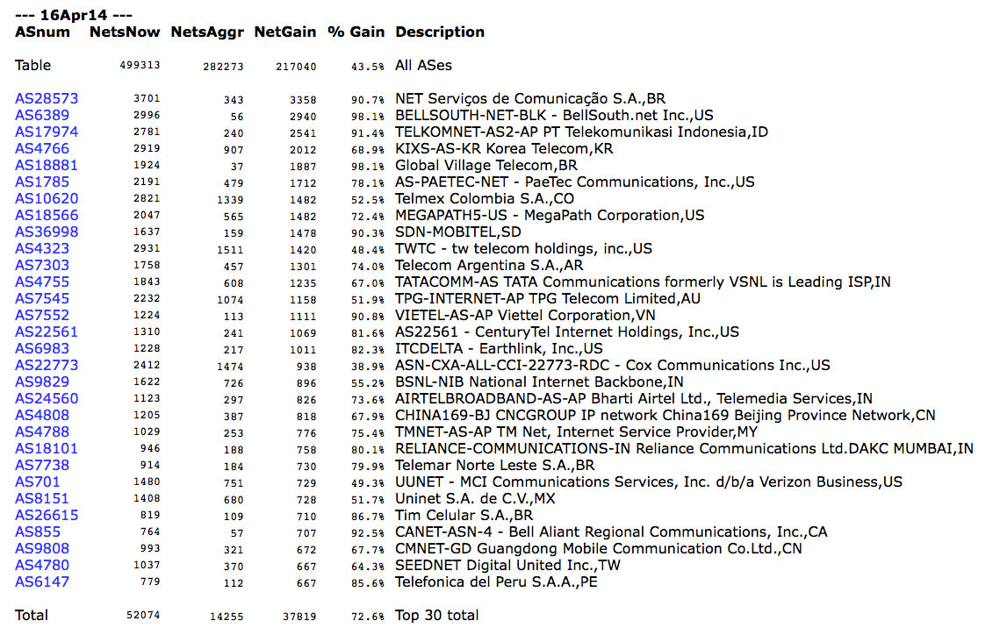 --- 16Apr14 ---
ASnum NetsNow NetsAggr NetGain % Gain Description
Table 499313 282273 217040 43.5% All ASes
AS28573 3701 343 3358 90.7% NET Serviços de Comunicação S.A.,BR
AS6389 2996 56 2940 98.1% BELLSOUTH-NET-BLK - BellSouth.net Inc.,US
AS17974 2781 240 2541 91.4% TELKOMNET-AS2-AP PT Telekomunikasi Indonesia,ID
AS4766 2919 907 2012 68.9% KIXS-AS-KR Korea Telecom,KR
AS18881 1924 37 1887 98.1% Global Village Telecom,BR
AS1785 2191 479 1712 78.1% AS-PAETEC-NET - PaeTec Communications, Inc.,US
AS10620 2821 1339 1482 52.5% Telmex Colombia S.A.,CO
AS18566 2047 565 1482 72.4% MEGAPATH5-US - MegaPath Corporation,US
AS36998 1637 159 1478 90.3% SDN-MOBITEL,SD
AS4323 2931 1511 1420 48.4% TWTC - tw telecom holdings, inc.,US
AS7303 1758 457 1301 74.0% Telecom Argentina S.A.,AR
AS4755 1843 608 1235 67.0% TATACOMM-AS TATA Communications formerly VSNL is Leading ISP,IN
AS7545 2232 1074 1158 51.9% TPG-INTERNET-AP TPG Telecom Limited,AU
AS7552 1224 113 1111 90.8% VIETEL-AS-AP Viettel Corporation,VN
AS22561 1310 241 1069 81.6% AS22561 - CenturyTel Internet Holdings, Inc.,US
AS6983 1228 217 1011 82.3% ITCDELTA - Earthlink, Inc.,US
AS22773 2412 1474 938 38.9% ASN-CXA-ALL-CCI-22773-RDC - Cox Communications Inc.,US
AS9829 1622 726 896 55.2% BSNL-NIB National Internet Backbone,IN
AS24560 1123 297 826 73.6% AIRTELBROADBAND-AS-AP Bharti Airtel Ltd., Telemedia Services,IN
AS4808 1205 387 818 67.9% CHINA169-BJ CNCGROUP IP network China169 Beijing Province Network,CN
AS4788 1029 253 776 75.4% TMNET-AS-AP TM Net, Internet Service Provider,MY
AS18101 946 188 758 80.1% RELIANCE-COMMUNICATIONS-IN Reliance Communications Ltd.DAKC MUMBAI,IN
AS7738 914 184 730 79.9% Telemar Norte Leste S.A.,BR
AS701 1480 751 729 49.3% UUNET - MCI Communications Services, Inc. d/b/a Verizon Business,US
AS8151 1408 680 728 51.7% Uninet S.A. de C.V.,MX
AS26615 819 109 710 86.7% Tim Celular S.A.,BR
AS855 764 57 707 92.5% CANET-ASN-4 - Bell Aliant Regional Communications, Inc.,CA
AS9808 993 321 672 67.7% CMNET-GD Guangdong Mobile Communication Co.Ltd.,CN
AS4780 1037 370 667 64.3% SEEDNET Digital United Inc.,TW
AS6147 779 112 667 85.6% Telefonica del Peru S.A.A.,PE
Total 52074 14255 37819 72.6% Top 30 total